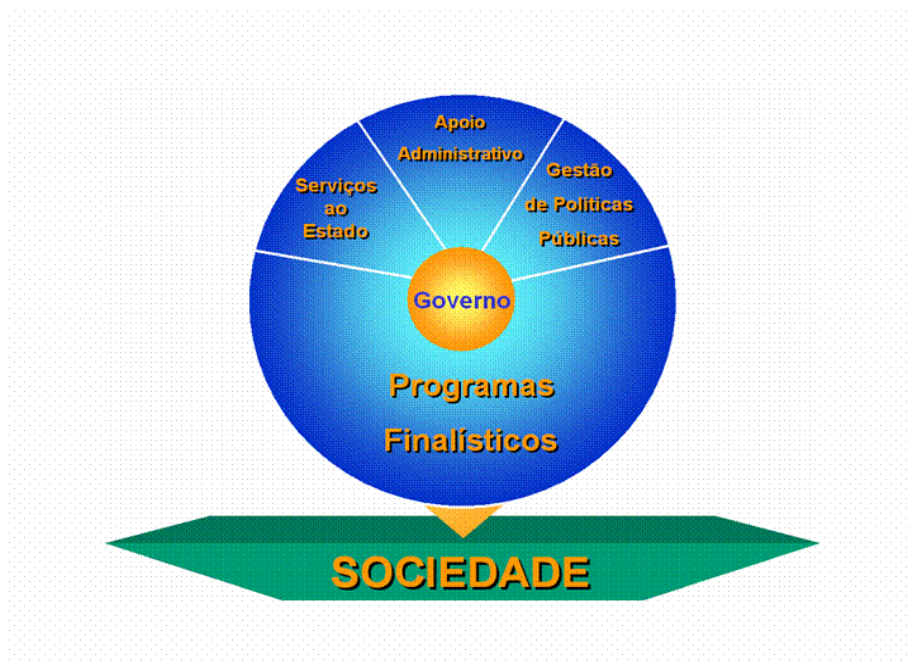 Apoio
Administrativo
Gestão
de Políticas
Públicas
Serviços
ao
Estado
Governo
Programas
Finalísticos
SOCIEDADE